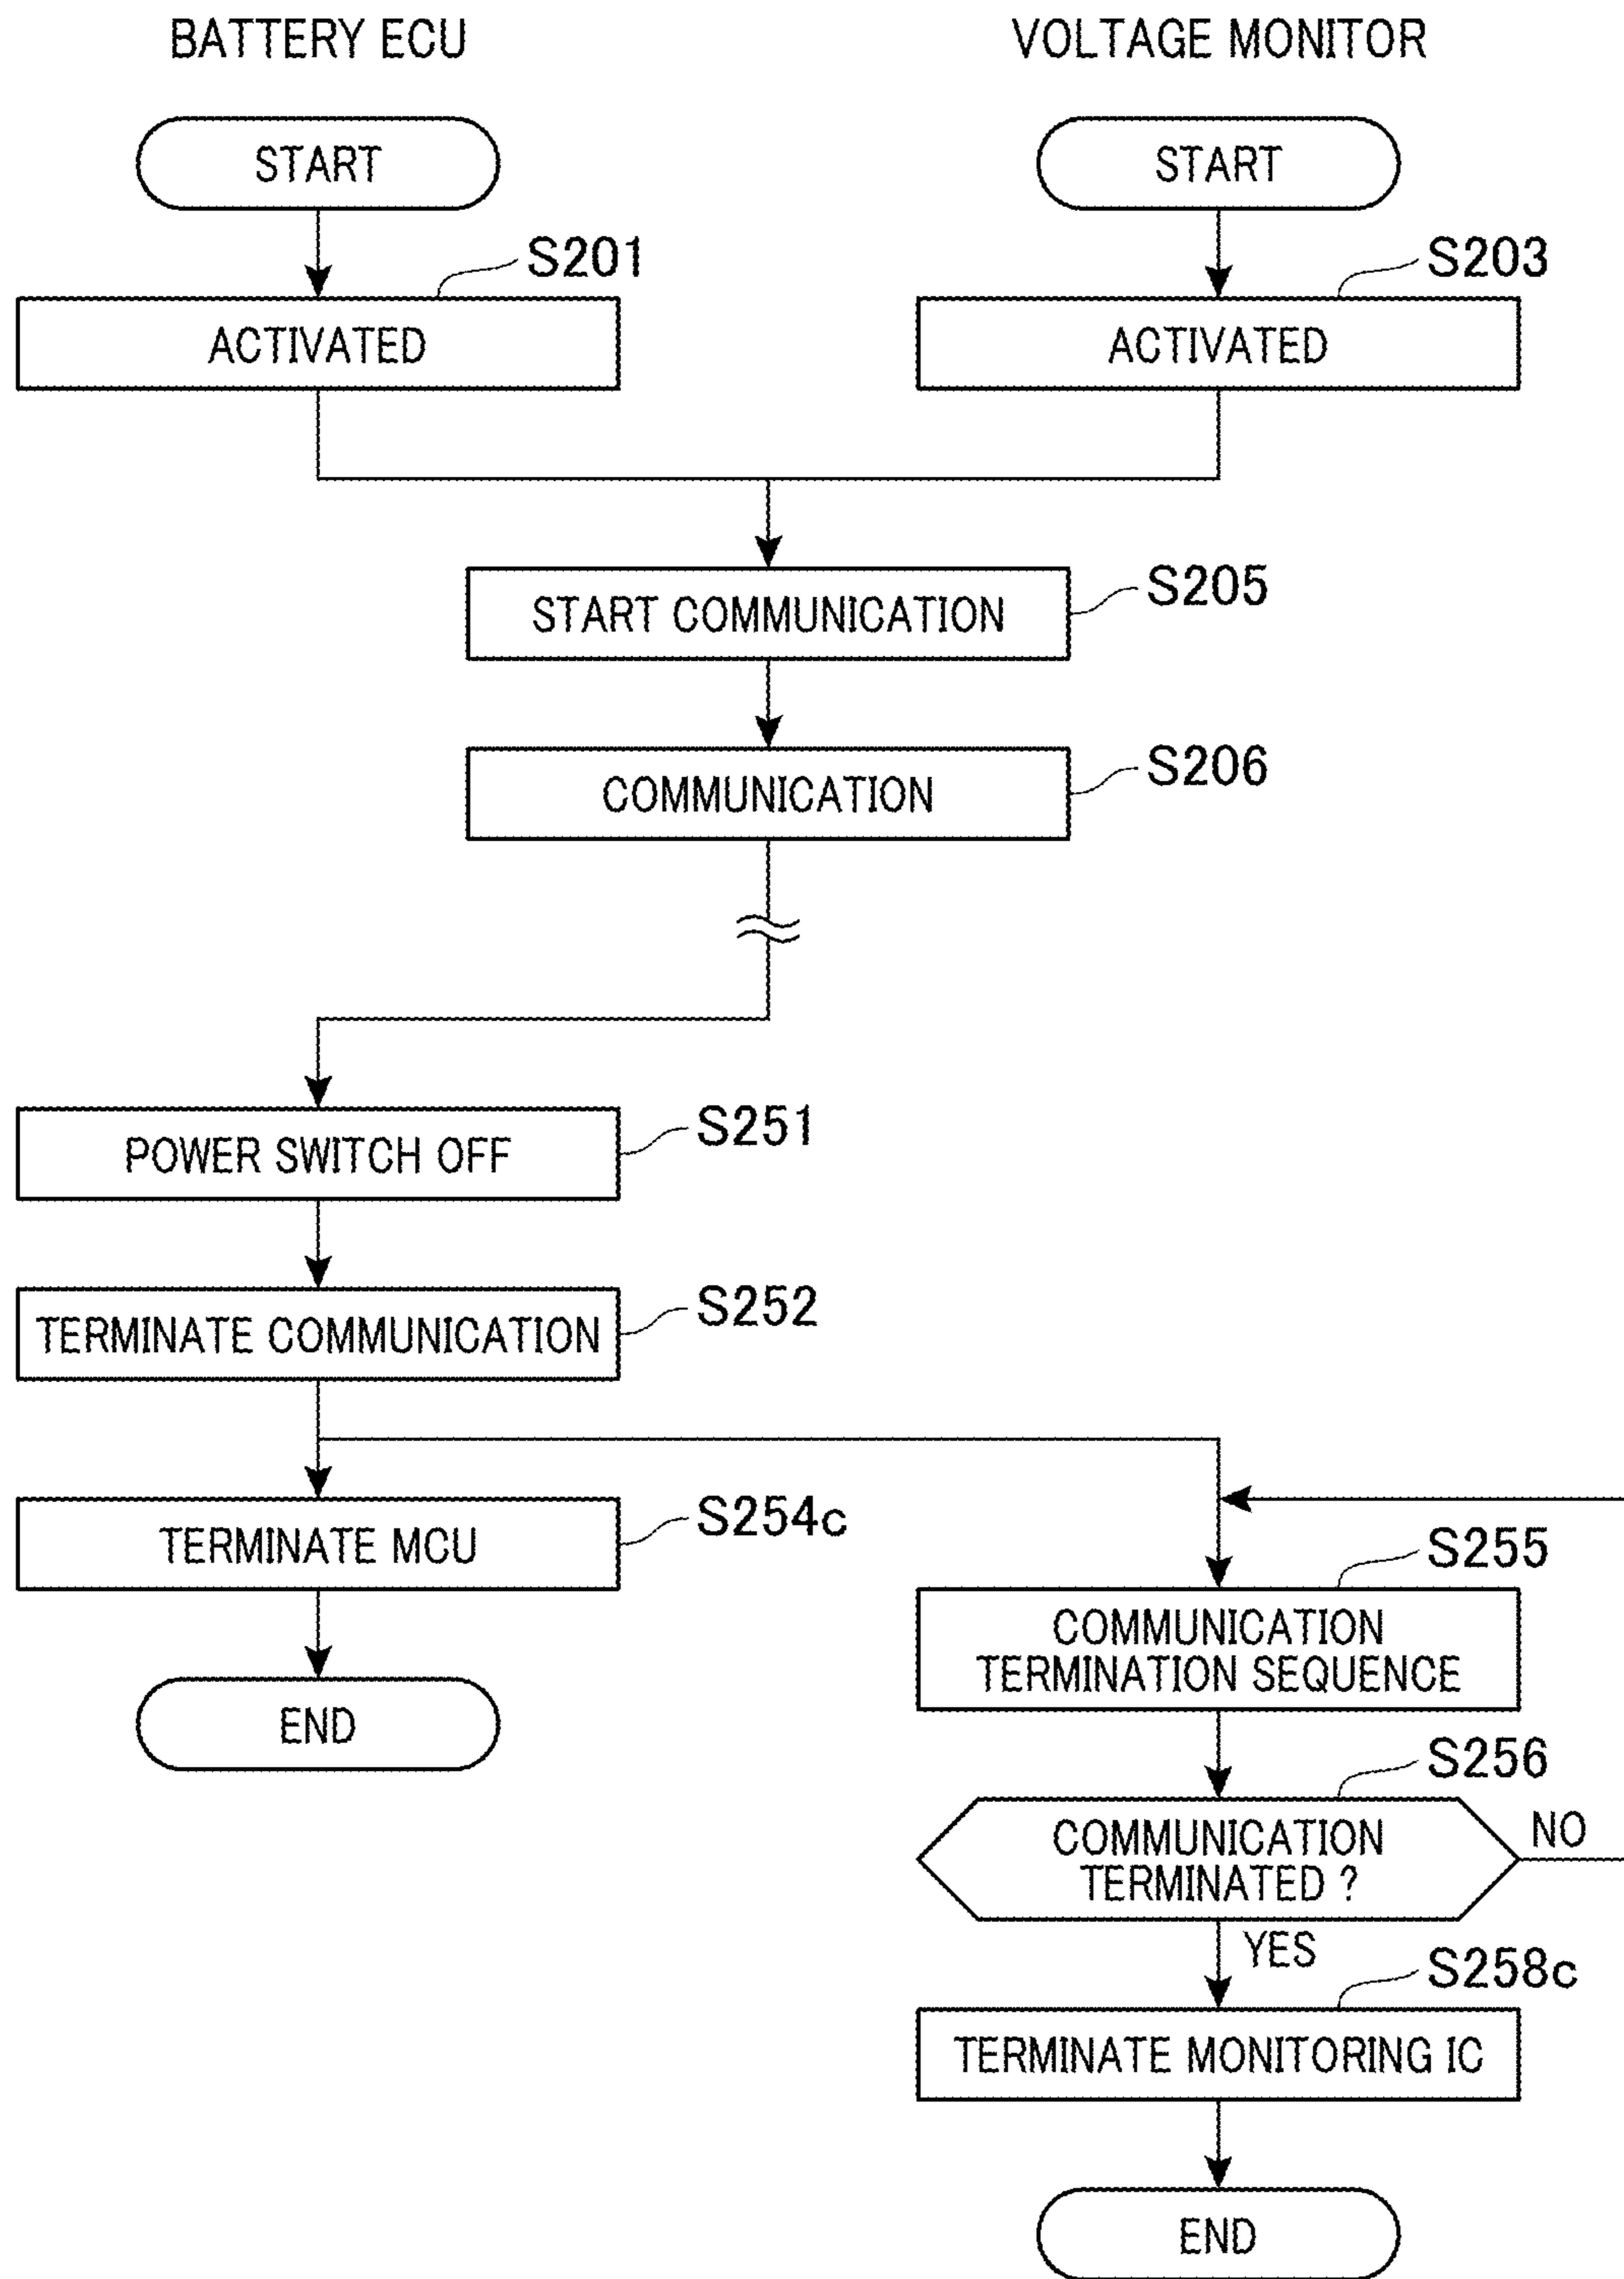 BATTERY ECU
VOLTAGE MONITOR
START
START
S201
S203
ACTIVATED
ACTIVATED
S205
START COMMUNICATION
S206
COMMUNICATION
S251
POWER SWITCH OFF
S252
TERMINATE COMMUNICATION
S254c
TERMINATE MCU
END
S255
COMMUNICATION
TERMINATION SEQUENCE
S256
COMMUNICATION
TERMINATED ?
NO
YES
S258c
TERMINATE MONITORING IC
END